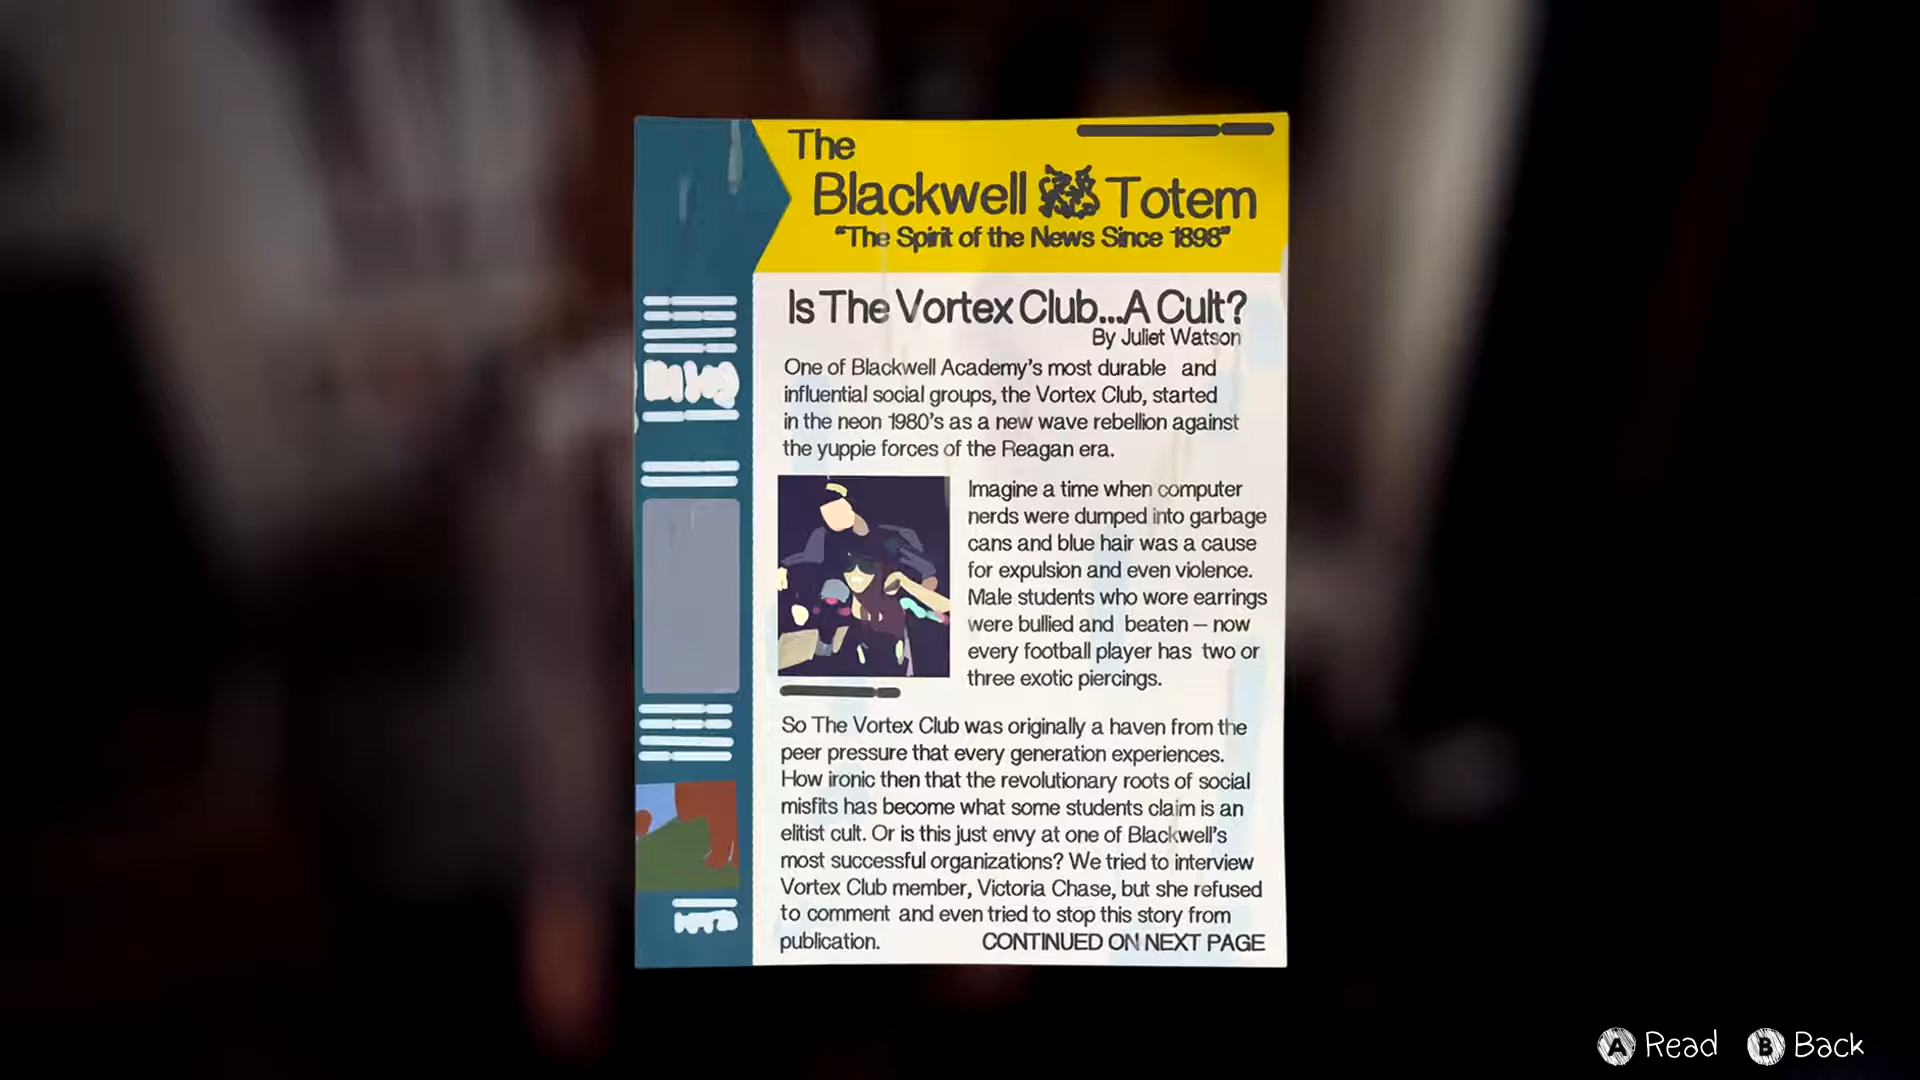 The
Blackwell Totem
"The Spirit of the News Since 1898"
Is The Vortex Club...A Cult?
By Juliet Watson
One of Blackwell Academy's most durable and
influential social groups, the Vortex Club, started
in the neon 1980's as a new wave rebellion against
the yuppie forces of the Reagan era.
Imagine a time when computer
nerds were dumped into garbage
cans and blue hair was a cause
for expulsion and even violence.
Male students who wore earrings
were bullied and beaten – now
every football player has two or
three exotic piercings.
So The Vortex Club was originally a haven from the
peer pressure that every generation experiences.
How ironic then that the revolutionary roots of social
misfits has become what some students claim is an
elitist cult. Or is this just envy at one of Blackwell's
most successful organizations? We tried to interview
Vortex Club member, Victoria Chase, but she refused
to comment and even tried to stop this story from
publication. CONTINUED ON NEXT PAGE
A Read B Back